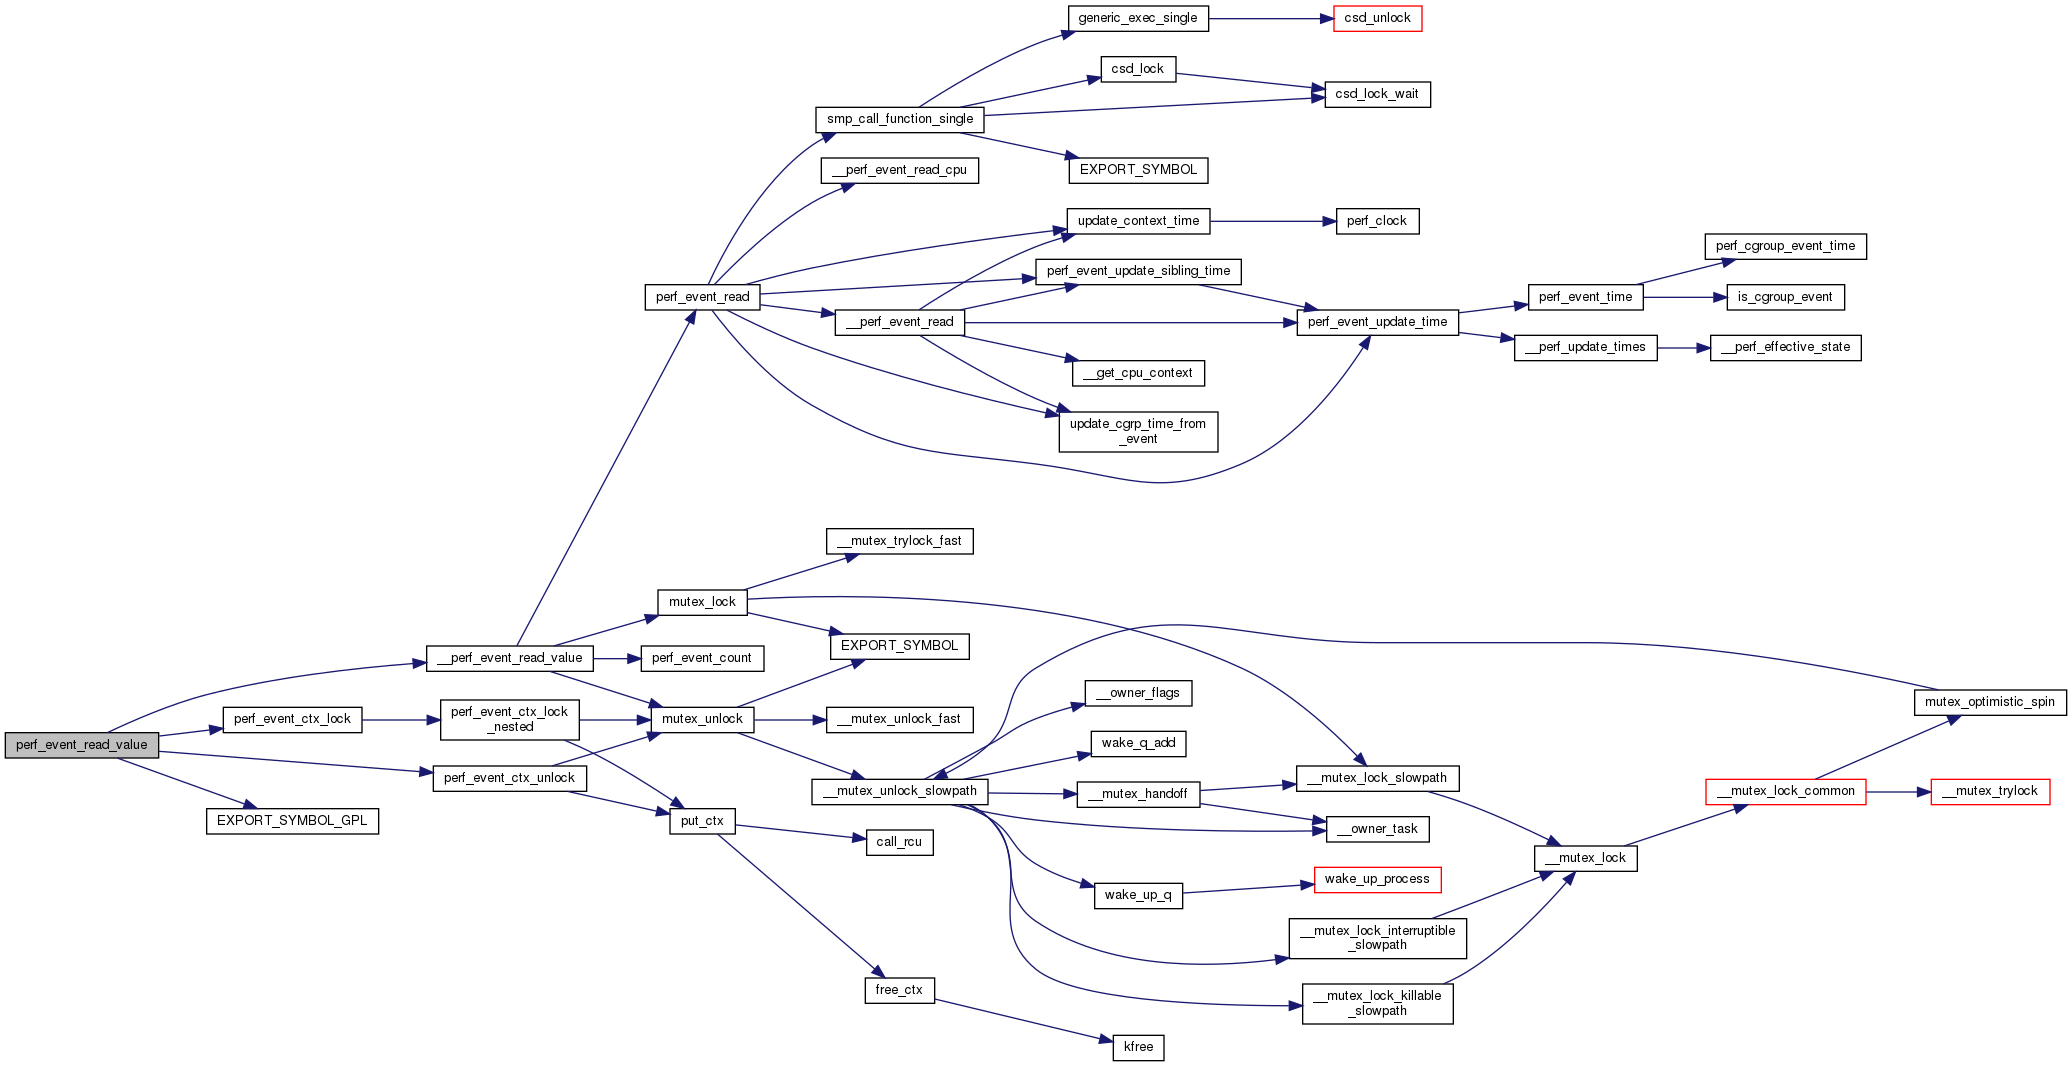 generic_exec_single
csd_unlock
csd_lock
csd_lock_wait
smp_call_function_single
EXPORT_SYMBOL
__perf_event_read_cpu
update_context_time
perf_clock
perf_cgroup_event_time
perf_event_update_sibling_time
perf_event_read
perf_event_time
is_cgroup_event
__perf_event_read
perf_event_update_time
__perf_update_times
__perf_effective_state
__get_cpu_context
update_cgrp_time_from
_event
__mutex_trylock_fast
mutex_lock
EXPORT_SYMBOL
__perf_event_read_value
perf_event_count
__owner_flags
mutex_optimistic_spin
perf_event_ctx_lock
perf_event_ctx_lock
_nested
mutex_unlock
__mutex_unlock_fast
perf_event_read_value
wake_q_add
perf_event_ctx_unlock
__mutex_lock_slowpath
__mutex_unlock_slowpath
__mutex_handoff
__mutex_lock_common
__mutex_trylock
EXPORT_SYMBOL_GPL
put_ctx
__owner_task
call_rcu
__mutex_lock
wake_up_process
wake_up_q
__mutex_lock_interruptible
_slowpath
free_ctx
__mutex_lock_killable
_slowpath
kfree